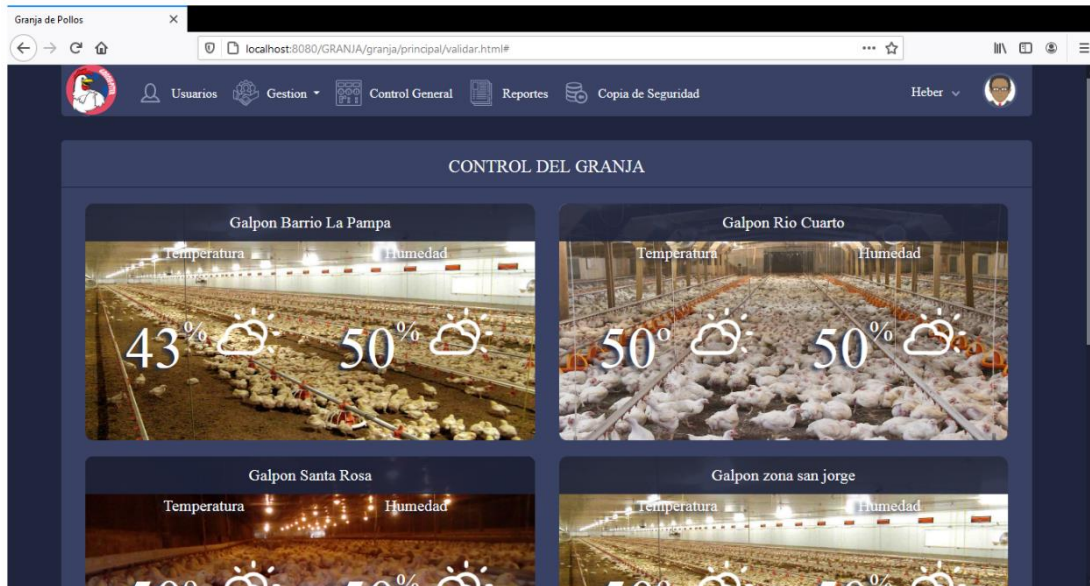 Granja de Pollos
localhost:8080/GRANJA/granja/principal/validar.html#
Usuarios Gestion Control General Reportes Copia de Seguridad Heber
CONTROL DEL GRANJA
Galpon Barrio La Pampa
Temperatura Humedad
43% 50%
Galpon Rio Cuarto
Temperatura Humedad
50° 50%
Galpon Santa Rosa
Temperatura Humedad
Galpon zona san jorge
Temperatura Humedad